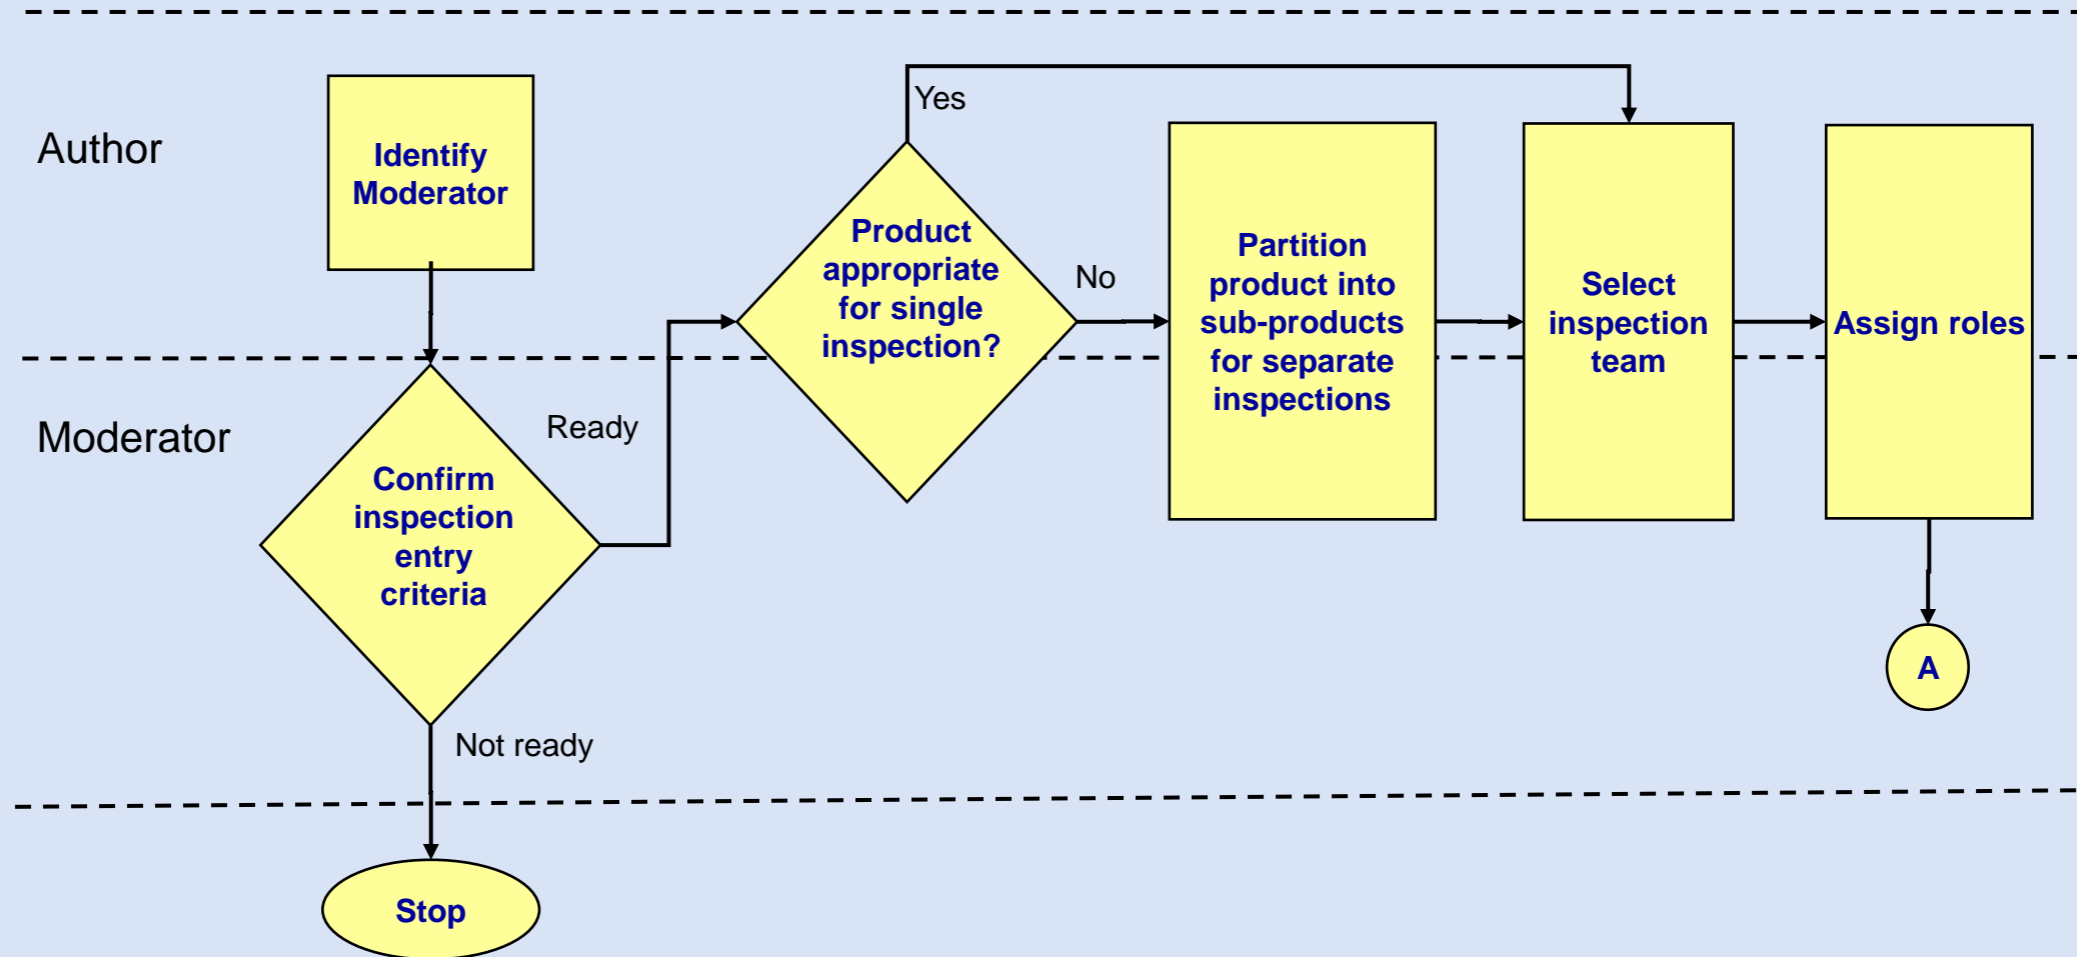 Author
Identify
Moderator
Yes
Product
appropriate
for single
inspection?
No
Partition
product into
sub-products
for separate
inspections
Select
inspection
team
Assign roles
Moderator
Confirm
inspection
entry
criteria
Ready
Not ready
A
Stop